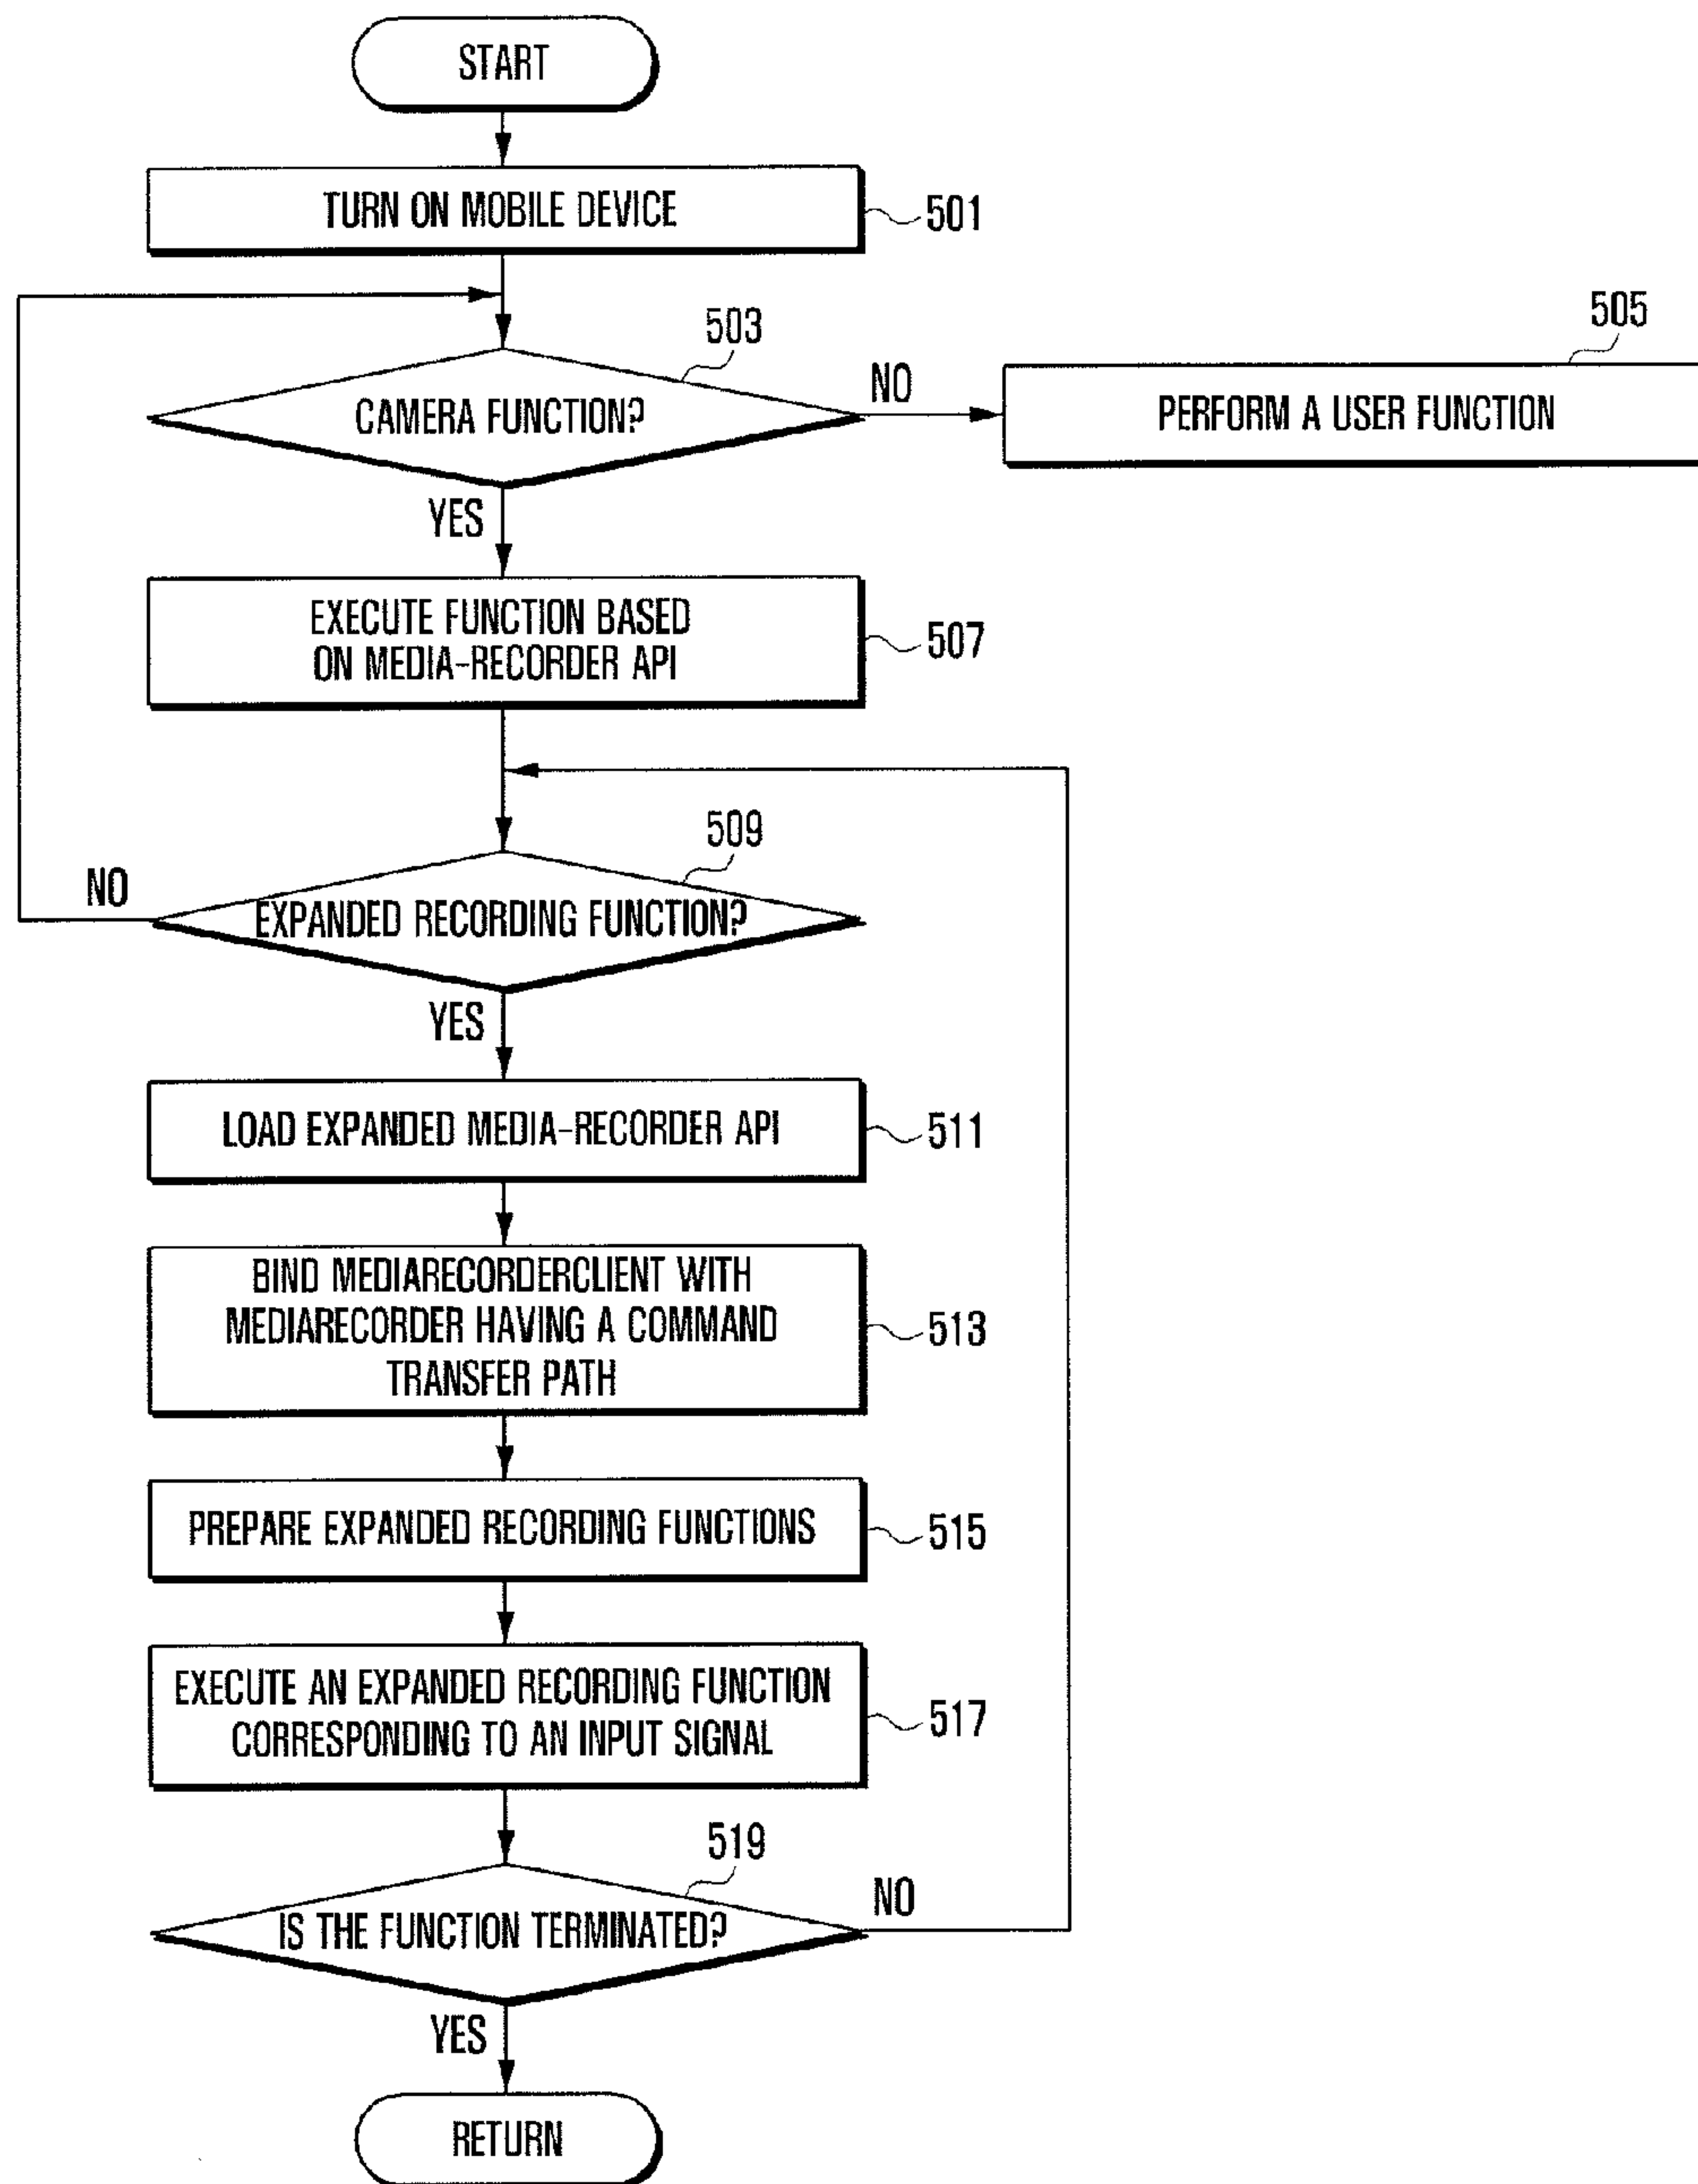 START
TURN ON MOBILE DEVICE
501
503
CAMERA FUNCTION?
NO
505
PERFORM A USER FUNCTION
YES
EXECUTE FUNCTION BASED
ON MEDIA-RECORDER API
507
509
NO
EXPANDED RECORDING FUNCTION?
YES
LOAD EXPANDED MEDIA-RECORDER API
511
BIND MEDIARECORDERCLIENT WITH
MEDIARECORDER HAVING A COMMAND
TRANSFER PATH
513
PREPARE EXPANDED RECORDING FUNCTIONS
515
EXECUTE AN EXPANDED RECORDING FUNCTION
CORRESPONDING TO AN INPUT SIGNAL
517
519
IS THE FUNCTION TERMINATED?
NO
YES
RETURN